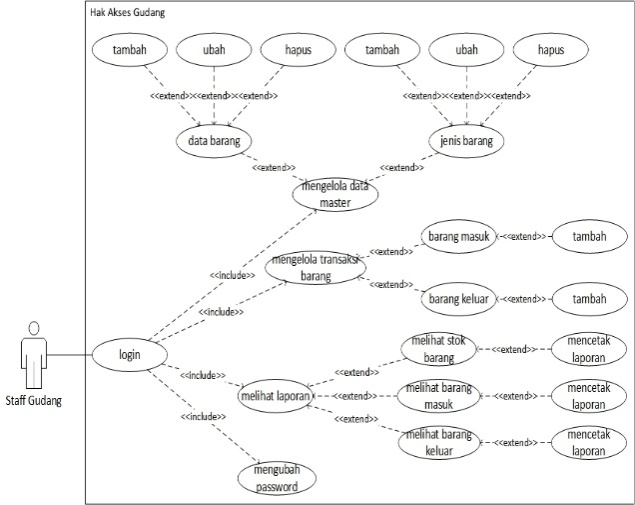 Hak Akses Gudang
tambah
ubah
hapus
tambah
ubah
hapus
<<extend>>
<<extend>>
<<extend>>
<<extend>>
<<extend>>
<<extend>>
data barang
jenis barang
<<extend>>
<<extend>>
mengelola data
master
barang masuk
<<extend>>
tambah
<<extend>>
mengelola transaksi
barang
<<include>>
<<extend>>
barang keluar
<<extend>>
tambah
<<include>>
melihat stok
barang
<<extend>>
mencetak
laporan
login
<<include>>
<<extend>>
melihat laporan
<<extend>>
melihat barang
masuk
<<extend>>
mencetak
laporan
Staff Gudang
<<include>>
<<extend>>
melihat barang
keluar
<<extend>>
mencetak
laporan
mengubah
password